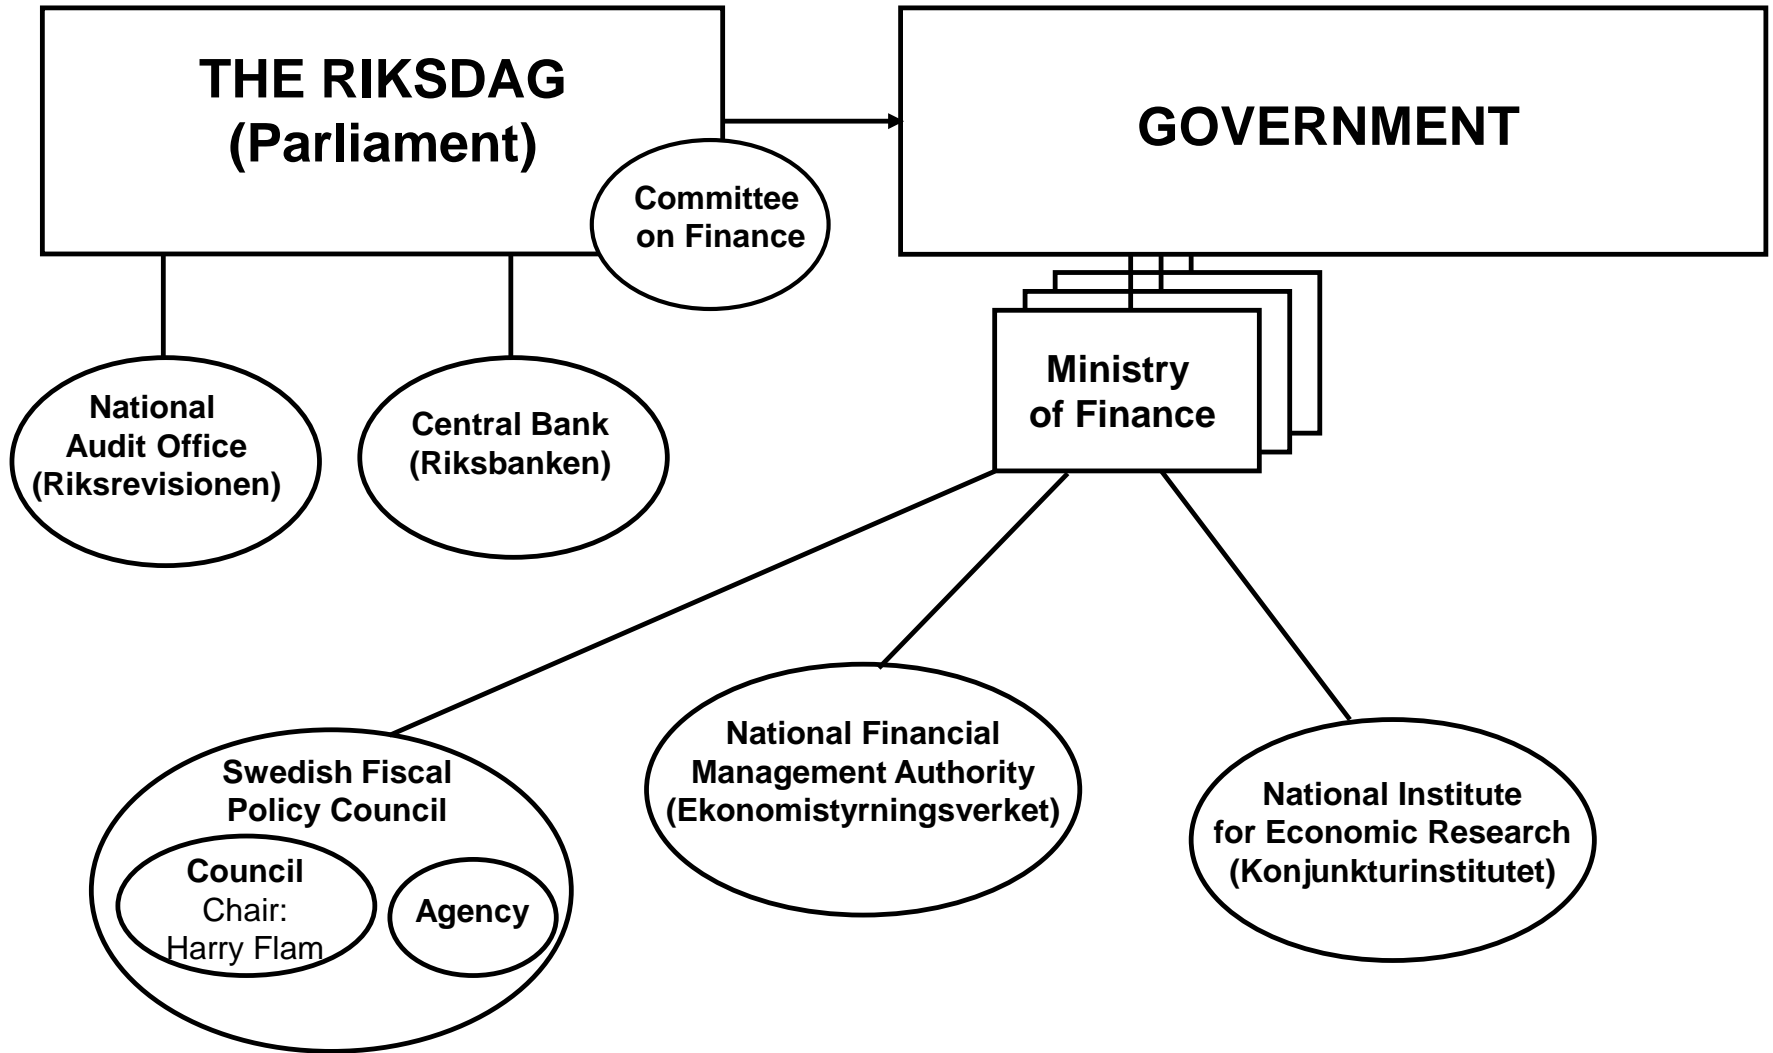 THE RIKSDAG
(Parliament)
GOVERNMENT
Committee
on Finance
National
Audit Office
(Riksrevisionen)
Central Bank
(Riksbanken)
Ministry
of Finance
Swedish Fiscal
Policy Council
Council
Chair:
Harry Flam
Agency
National Financial
Management Authority
(Ekonomistyrningsverket)
National Institute
for Economic Research
(Konjunkturinstitutet)